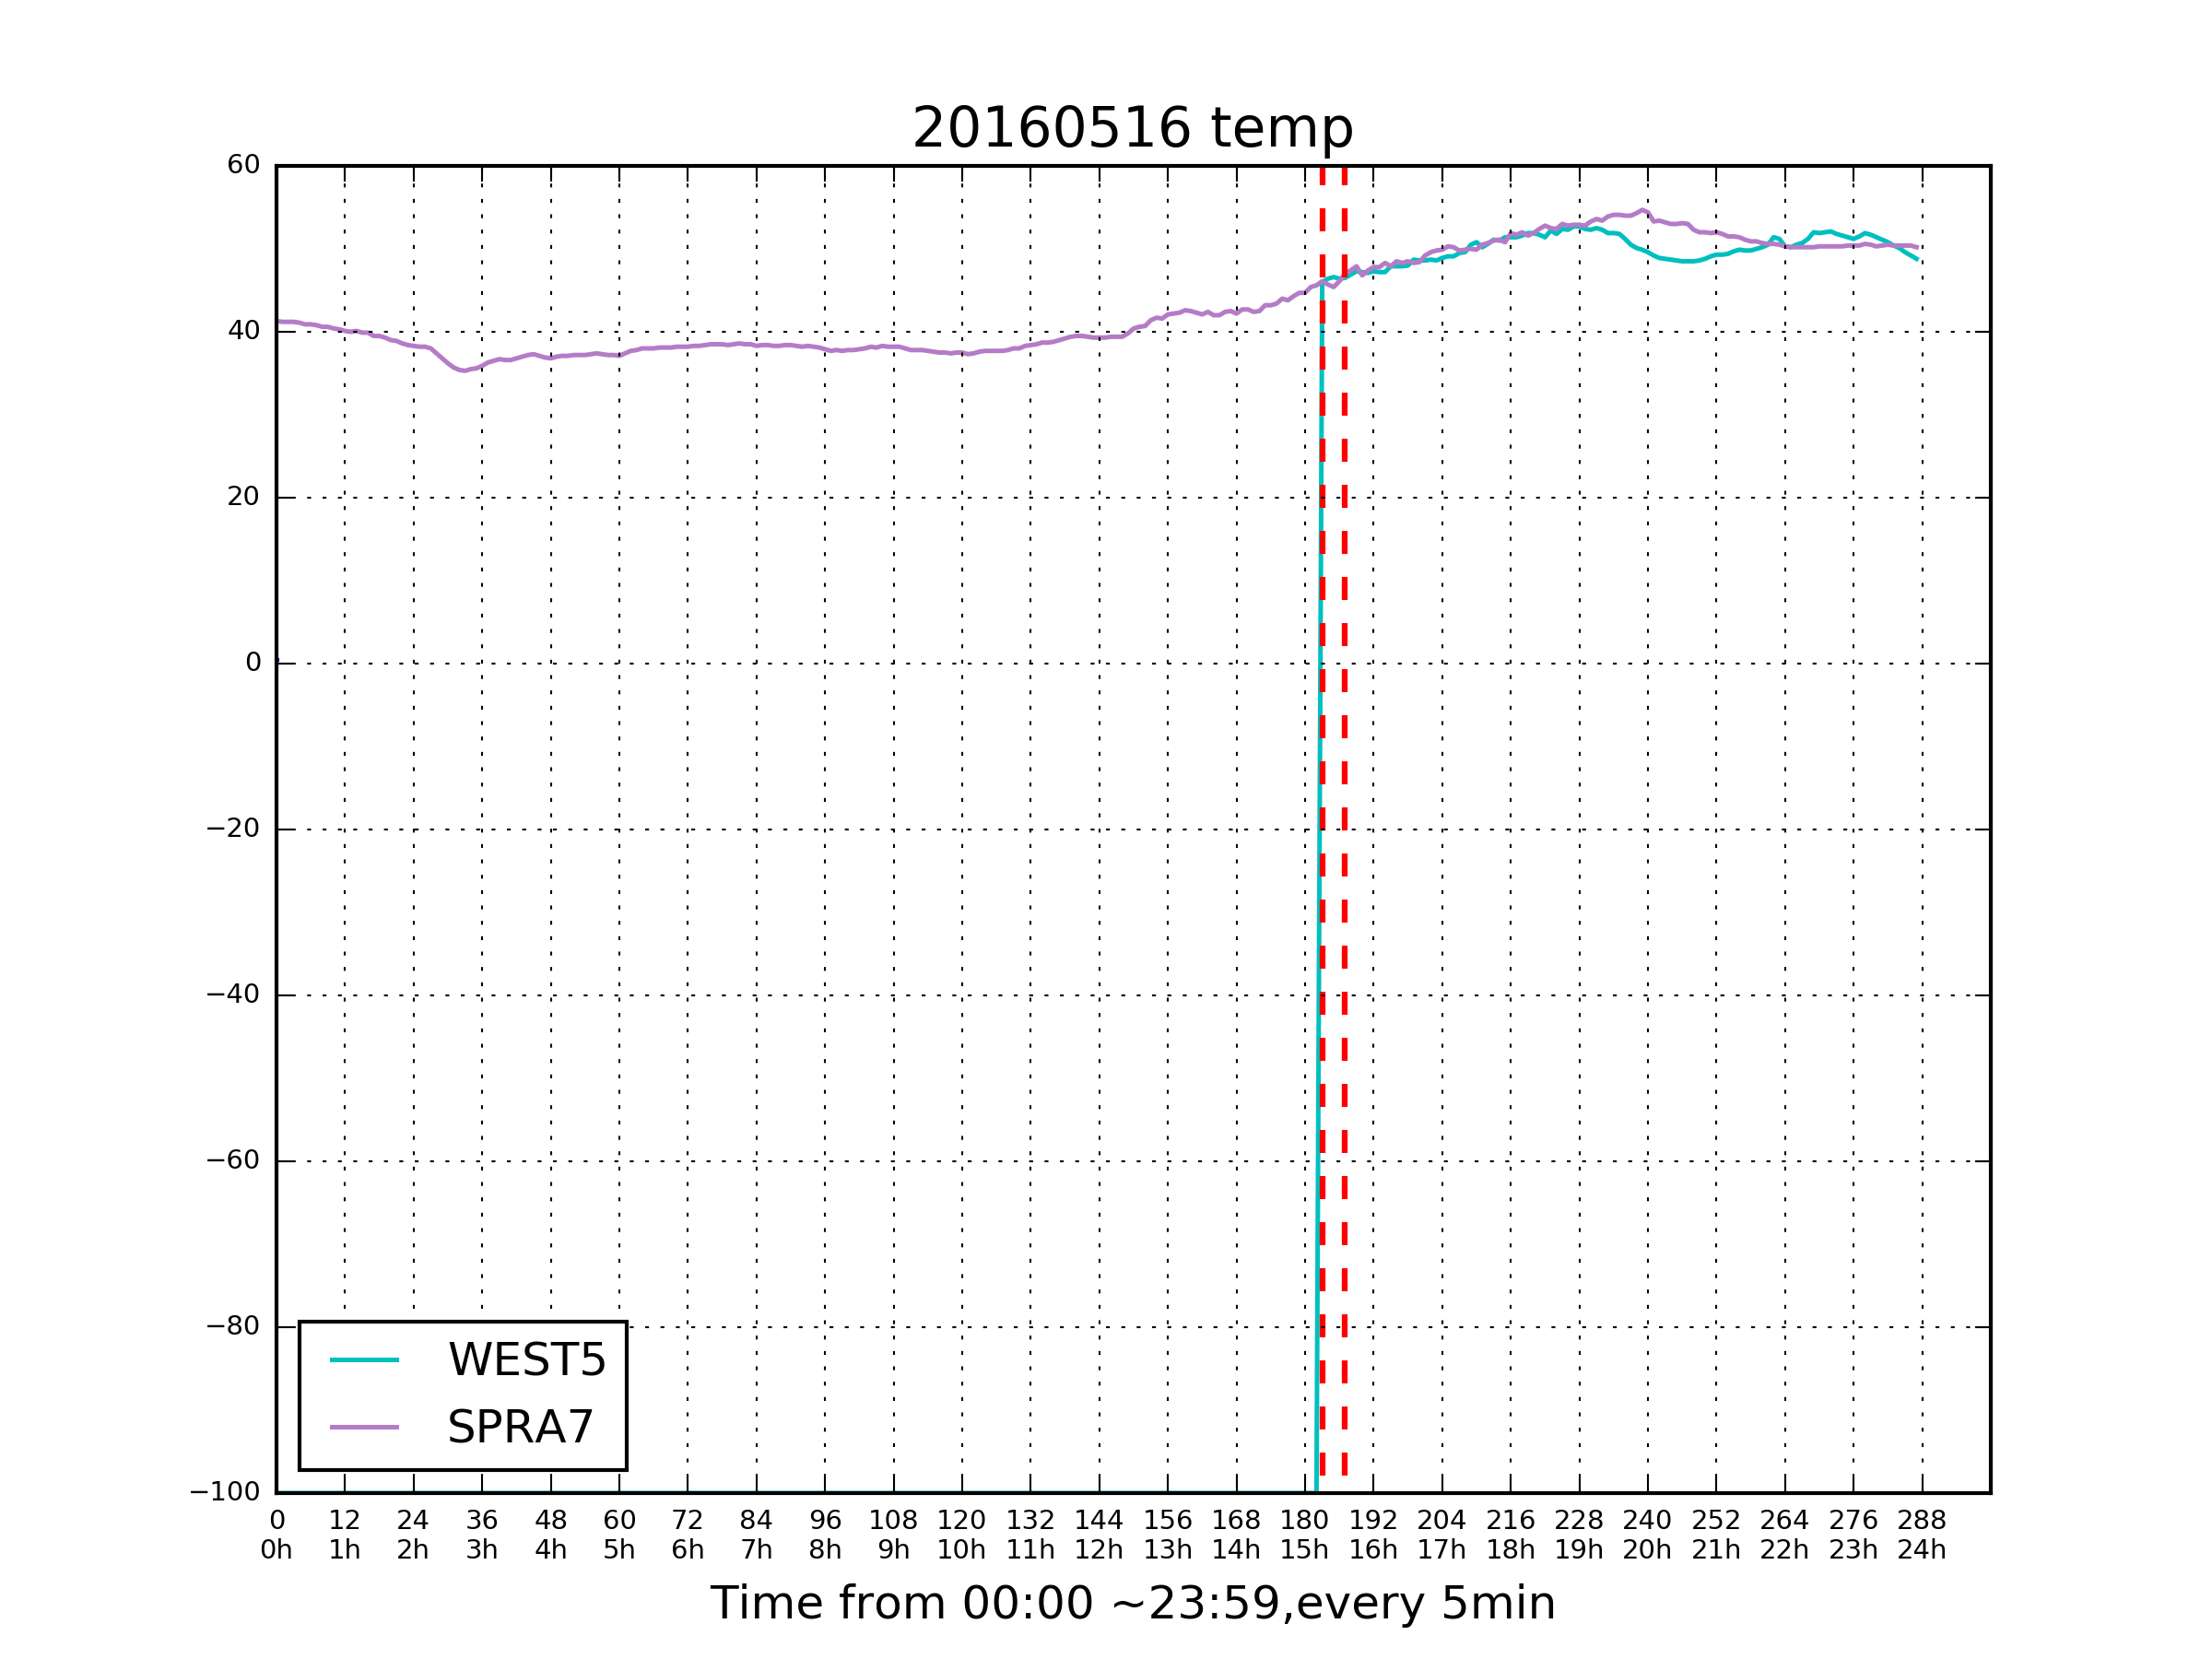 20160516 temp
60
40
20
0
−20
−40
−60
−80
−100
WEST5
SPRA7
0 12 24 36 48 60 72 84 96 108 120 132 144 156 168 180 192 204 216 228 240 252 264 276 288
0h 1h 2h 3h 4h 5h 6h 7h 8h 9h 10h 11h 12h 13h 14h 15h 16h 17h 18h 19h 20h 21h 22h 23h 24h
Time from 00:00 ~23:59,every 5min